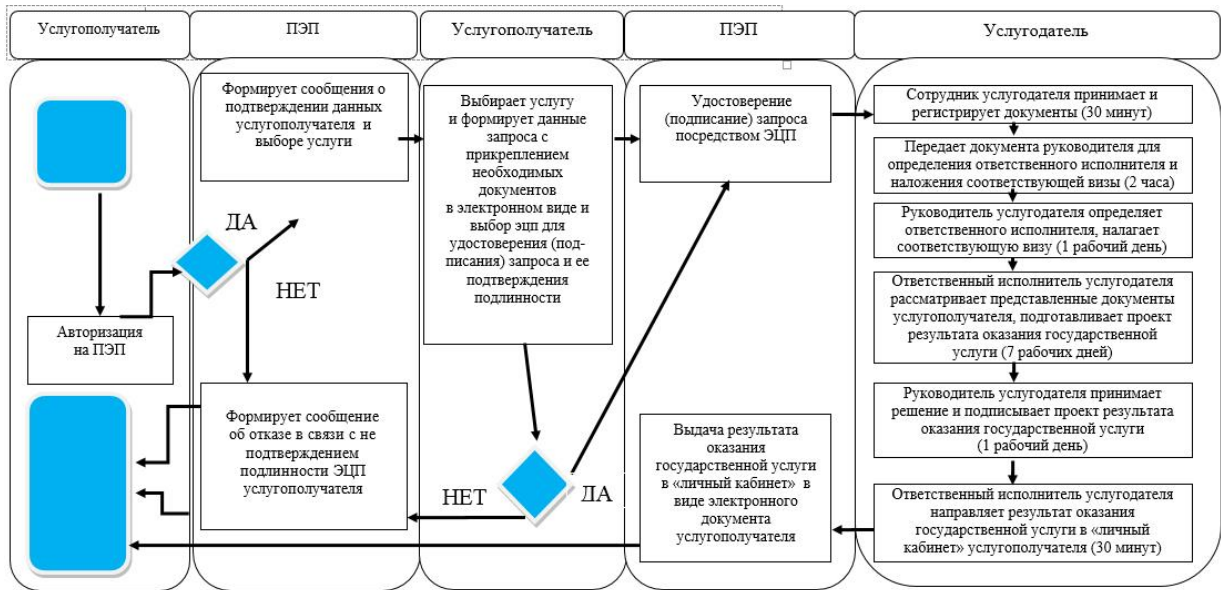 Услугополучатель
ПЭП
Услугополучатель
ПЭП
Услугодатель
Формирует сообщения о
подтверждении данных
услугополучателя и
выборе услуги
ДА
НЕТ
Авторизация
на ПЭП
Формирует сообщение
об отказе в связи с не
подтверждением
подлинности ЭЦП
услугополучателя
Выбирает услугу
и формирует данные
запроса с
прикреплением
необходимых
документов
в электронном виде и
выбор эцп для
удостоверения (под-
писания) запроса и ее
подтверждения
подлинности
НЕТ
ДА
Удостоверение
(подписание) запроса
посредством ЭЦП
Выдача результата
оказания
государственной услуги
в «личный кабинет» в
виде электронного
документа
услугополучателя
Сотрудник услугодателя принимает и
регистрирует документы (30 минут)
Передает документа руководителя для
определения ответственного исполнителя и
наложения соответствующей визы (2 часа)
Руководитель услугодателя определяет
ответственного исполнителя, налагает
соответствующую визу (1 рабочий день)
Ответственный исполнитель услугодателя
рассматривает представленные документы
услугополучателя, подготавливает проект
результата оказания государственной
услуги (7 рабочих дней)
Руководитель услугодателя принимает
решение и подписывает проект результата
оказания государственной услуги
(1 рабочий день)
Ответственный исполнитель услугодателя
направляет результат оказания
государственной услуги в «личный
кабинет» услугополучателя (30 минут)